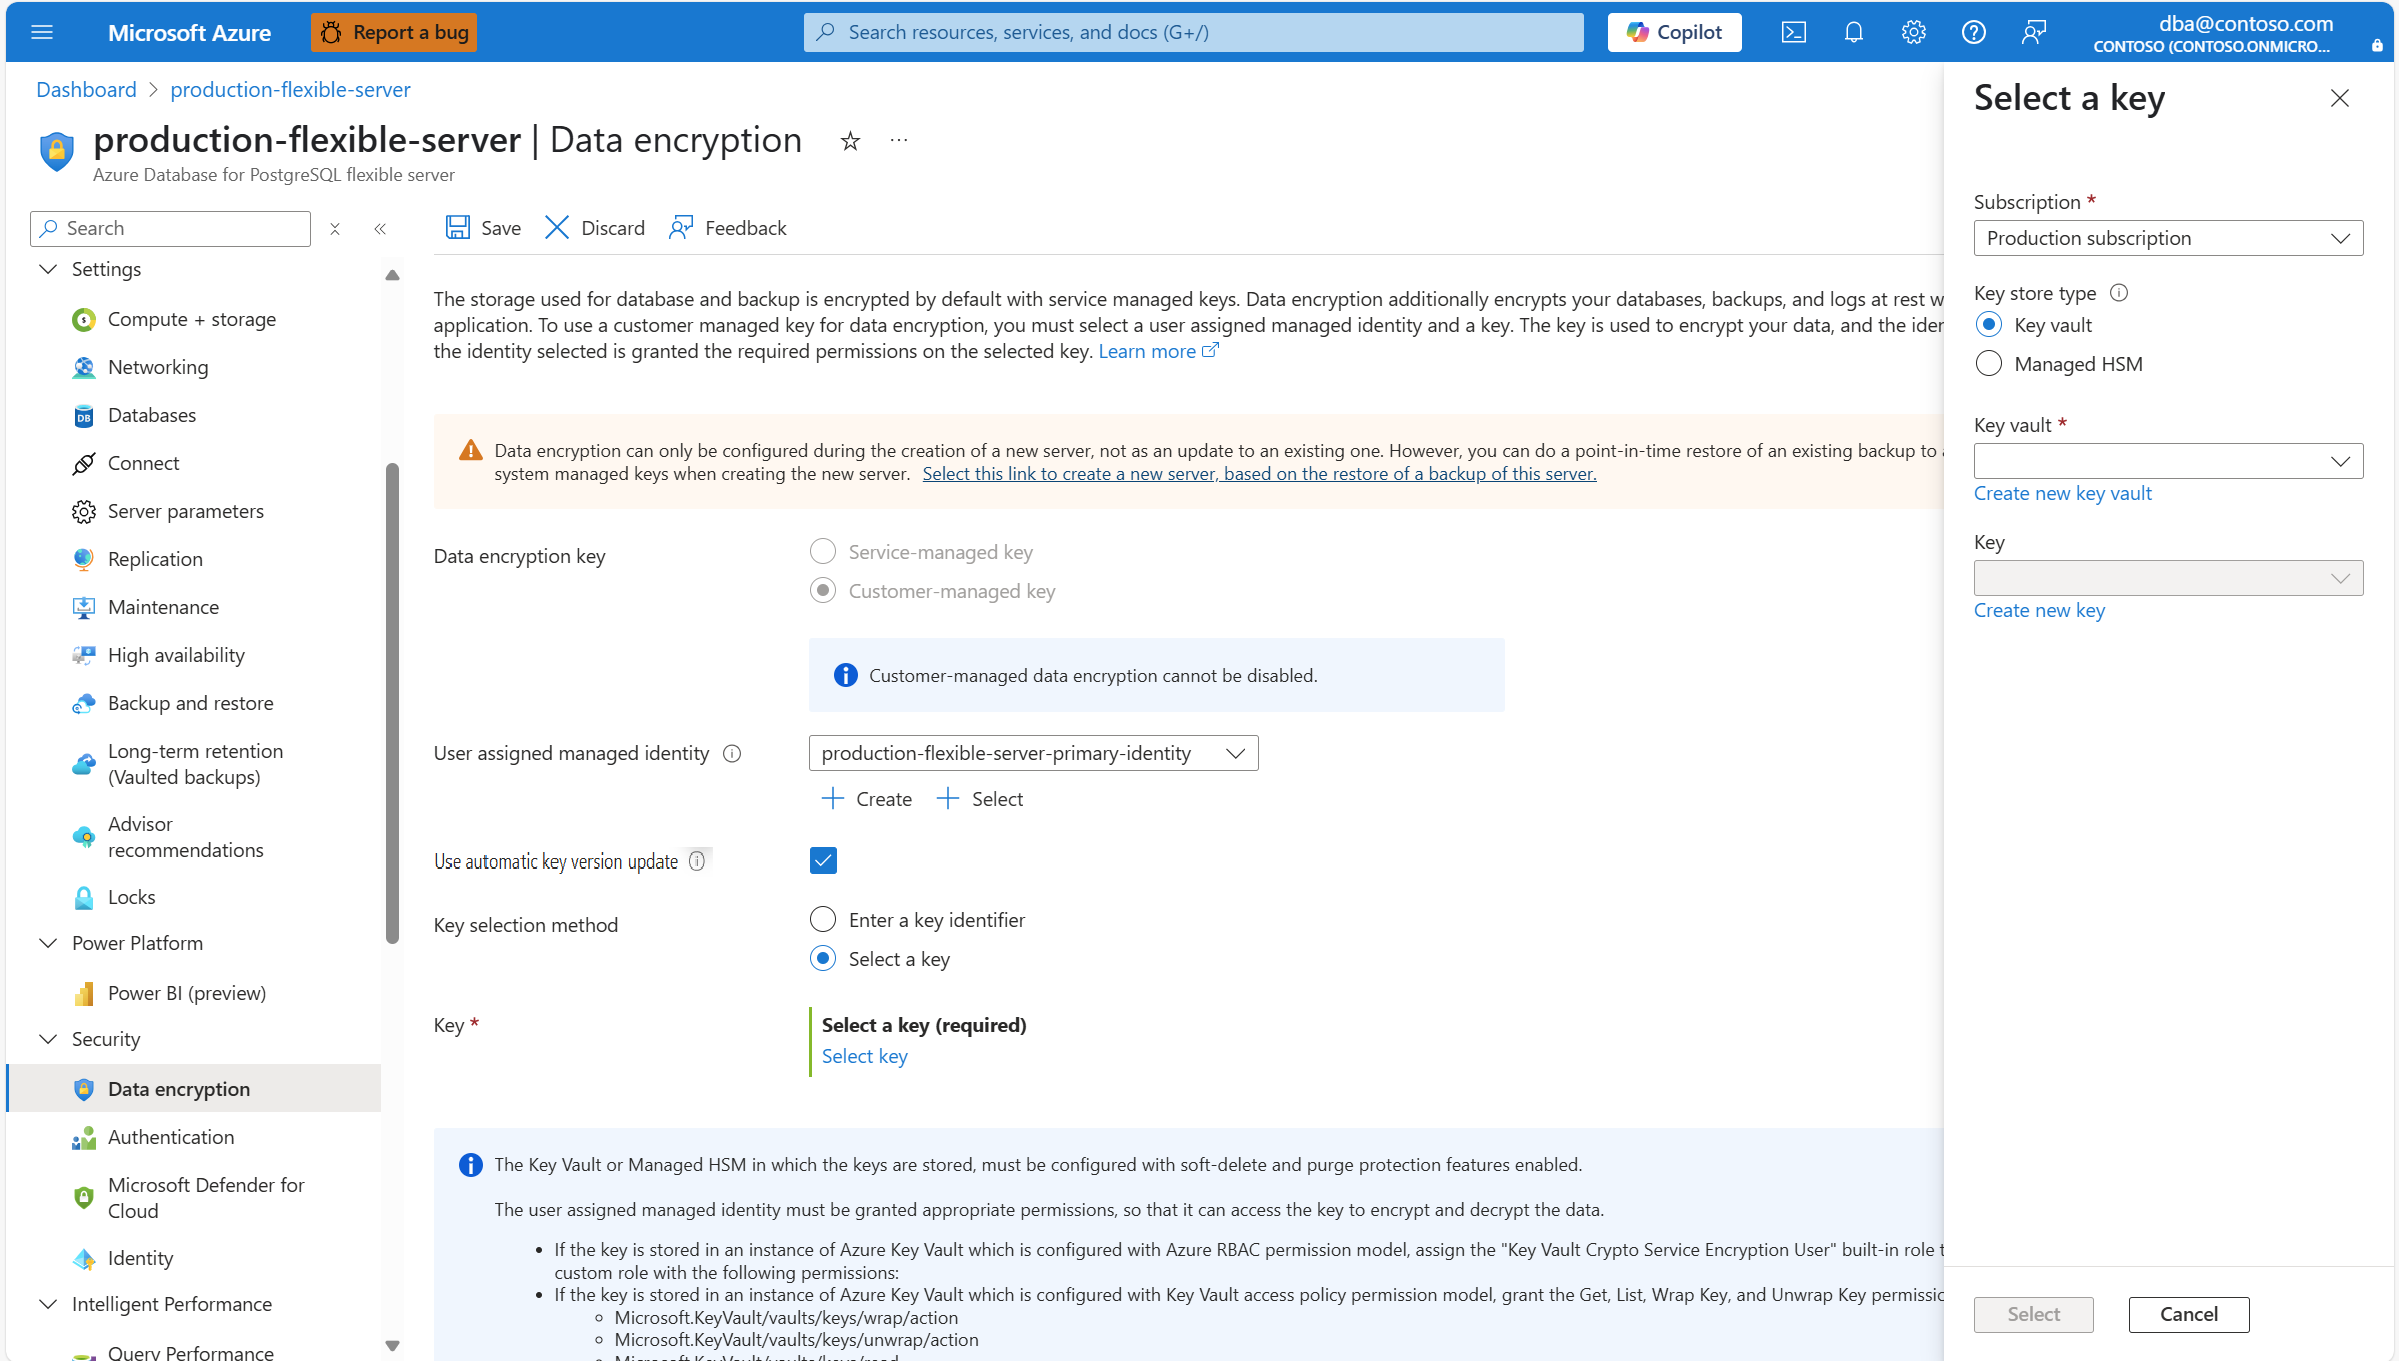 Microsoft Azure
Report a bug
Search resources, services, and docs (G+/)
Copilot
dba@contoso.com
CONTOSO (CONTOSO.ONMICRO...
Dashboard > production-flexible-server
production-flexible-server | Data encryption
Azure Database for PostgreSQL flexible server
Search
Settings
Compute + storage
Networking
Databases
Connect
Server parameters
Replication
Maintenance
High availability
Backup and restore
Long-term retention
(Vaulted backups)
Advisor
recommendations
Locks
Power Platform
Power BI (preview)
Security
Data encryption
Authentication
Microsoft Defender for
Cloud
Identity
Intelligent Performance
Query Performance
Save
Discard
Feedback
The storage used for database and backup is encrypted by default with service managed keys. Data encryption additionally encrypts your databases, backups, and logs at rest w
application. To use a customer managed key for data encryption, you must select a user assigned managed identity and a key. The key is used to encrypt your data, and the ider
the identity selected is granted the required permissions on the selected key. Learn more
Data encryption can only be configured during the creation of a new server, not as an update to an existing one. However, you can do a point-in-time restore of an existing backup to
system managed keys when creating the new server. Select this link to create a new server, based on the restore of a backup of this server.
Data encryption key
Service-managed key
Customer-managed key
Customer-managed data encryption cannot be disabled.
User assigned managed identity
production-flexible-server-primary-identity
Create
Select
Use automatic key version update
Key selection method
Enter a key identifier
Select a key
Key *
Select a key (required)
Select key
The Key Vault or Managed HSM in which the keys are stored, must be configured with soft-delete and purge protection features enabled.
The user assigned managed identity must be granted appropriate permissions, so that it can access the key to encrypt and decrypt the data.
• If the key is stored in an instance of Azure Key Vault which is configured with Azure RBAC permission model, assign the "Key Vault Crypto Service Encryption User" built-in role t
custom role with the following permissions:
• If the key is stored in an instance of Azure Key Vault which is configured with Key Vault access policy permission model, grant the Get, List, Wrap Key, and Unwrap Key permissic
Microsoft.KeyVault/vaults/keys/wrap/action
Microsoft.KeyVault/vaults/keys/unwrap/action
Microsoft.KeyVault/vaults/keys/read
Select a key
Subscription *
Production subscription
Key store type
Key vault
Managed HSM
Key vault *
Create new key vault
Key
Create new key
Select
Cancel